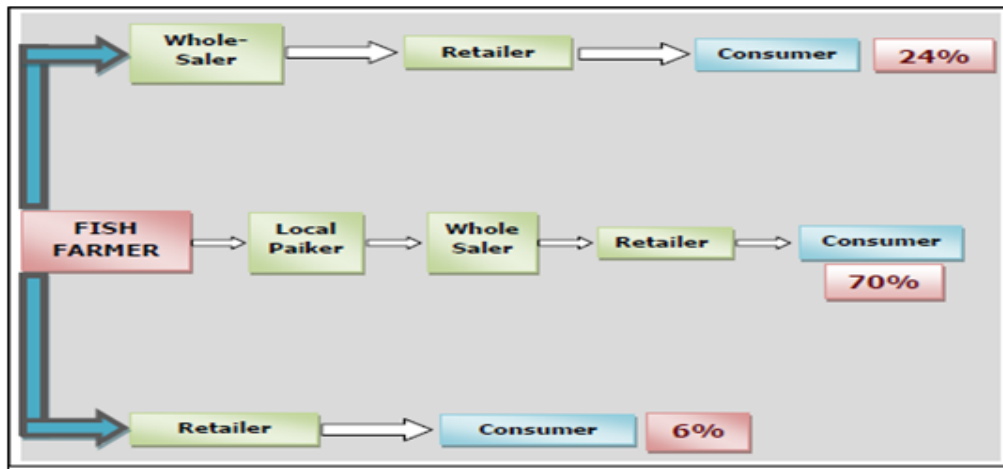 Whole-
Saler
Retailer
Consumer
24%
FISH
FARMER
Local
Paiker
Whole
Saler
Retailer
Consumer
70%
Retailer
Consumer
6%